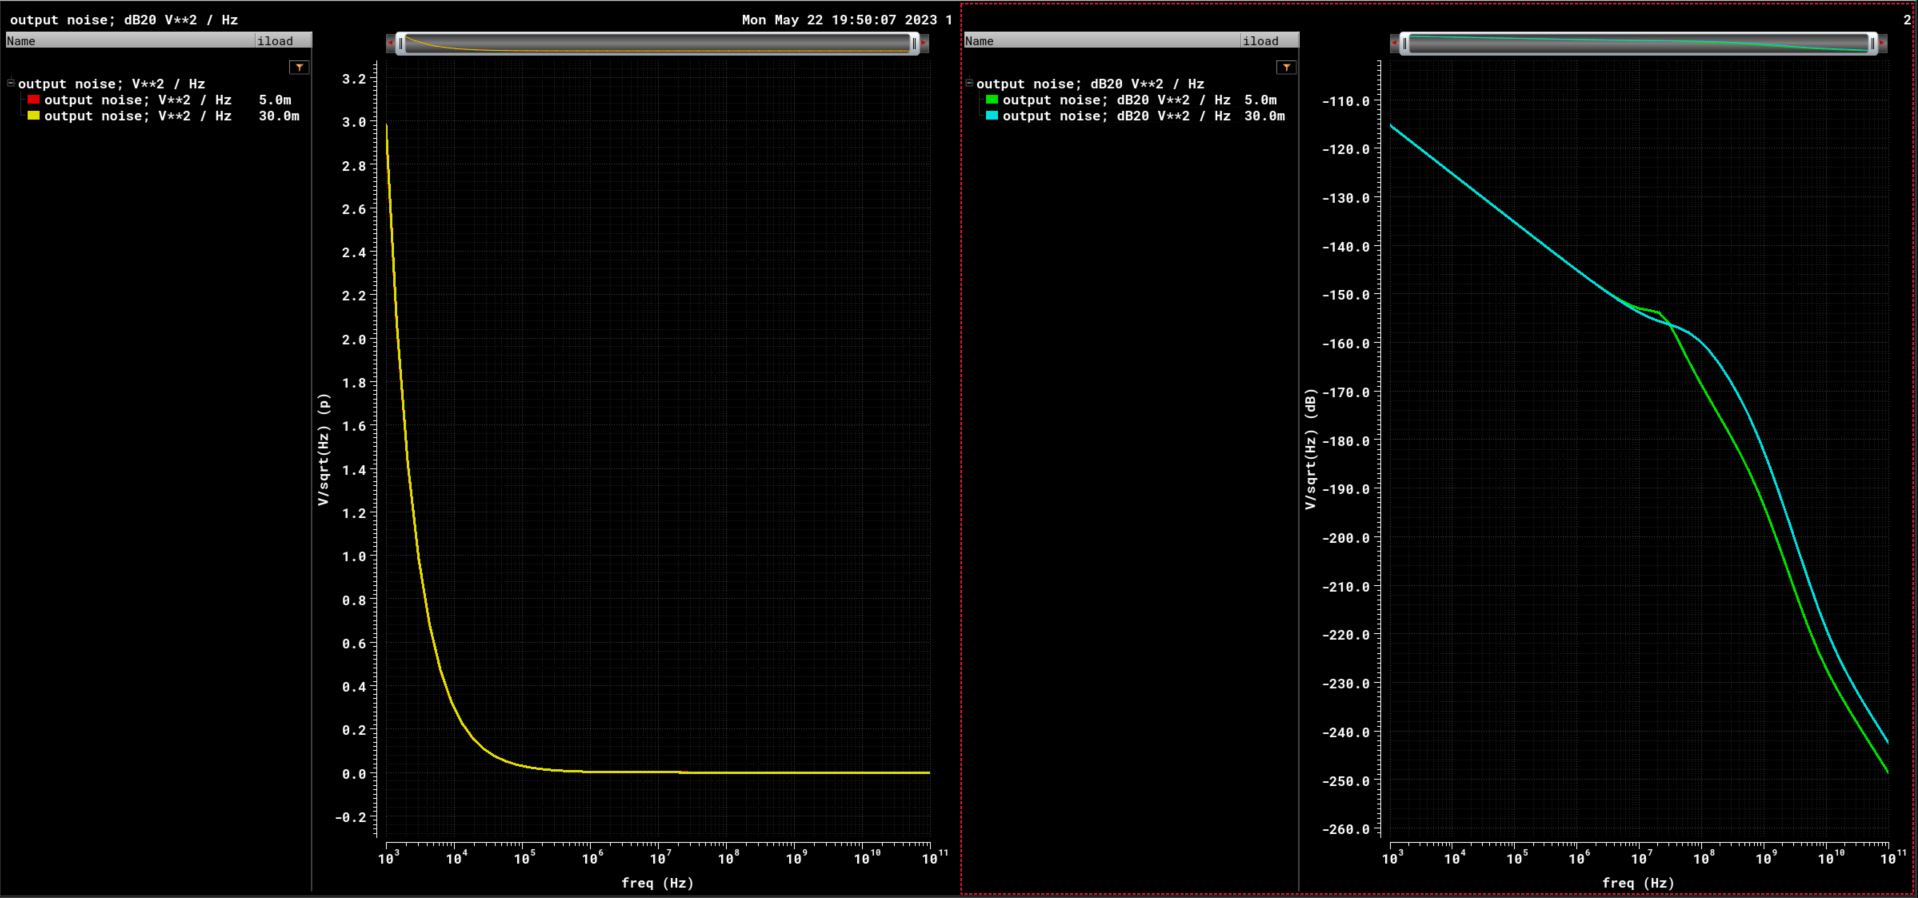 output noise; dB20 V**2 / Hz
Mon May 22 19:50:07 2023 1
Name iload
output noise; V**2 / Hz
output noise; V**2 / Hz 5.0m
output noise; V**2 / Hz 30.0m
3.2
3.0
2.8
2.6
2.4
2.2
2.0
1.8
1.6
1.4
1.2
1.0
0.8
0.6
0.4
0.2
0.0
-0.2
V/sqrt(Hz) (p)
10³ 10⁴ 10⁵ 10⁶ 10⁷ 10⁸ 10⁹ 10¹⁰ 10¹¹
freq (Hz)
2
Name iload
output noise; dB20 V**2 / Hz
output noise; dB20 V**2 / Hz 5.0m
output noise; dB20 V**2 / Hz 30.0m
-110.0
-120.0
-130.0
-140.0
-150.0
-160.0
-170.0
-180.0
-190.0
-200.0
-210.0
-220.0
-230.0
-240.0
-250.0
-260.0
V/sqrt(Hz) (dB)
10³ 10⁴ 10⁵ 10⁶ 10⁷ 10⁸ 10⁹ 10¹⁰ 10¹¹
freq (Hz)